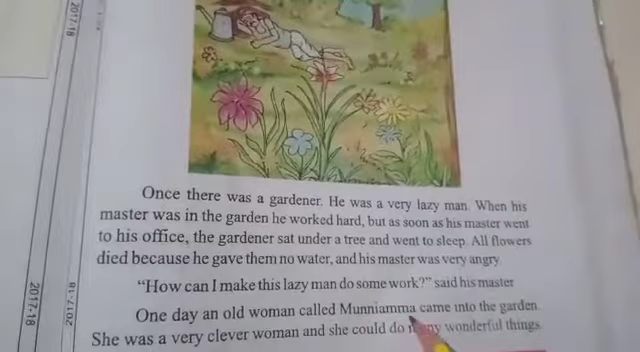 2017-18
Once there was a gardener. He was a very lazy man. When his
master was in the garden he worked hard, but as soon as his master went
to his office, the gardener sat under a tree and went to sleep. All flowers
died because he gave them no water, and his master was very angry.
"How can I make this lazy man do some work?" said his master
One day an old woman called Munniamma came into the garden.
She was a very clever woman and she could do many wonderful things.
2017-18
2017-18